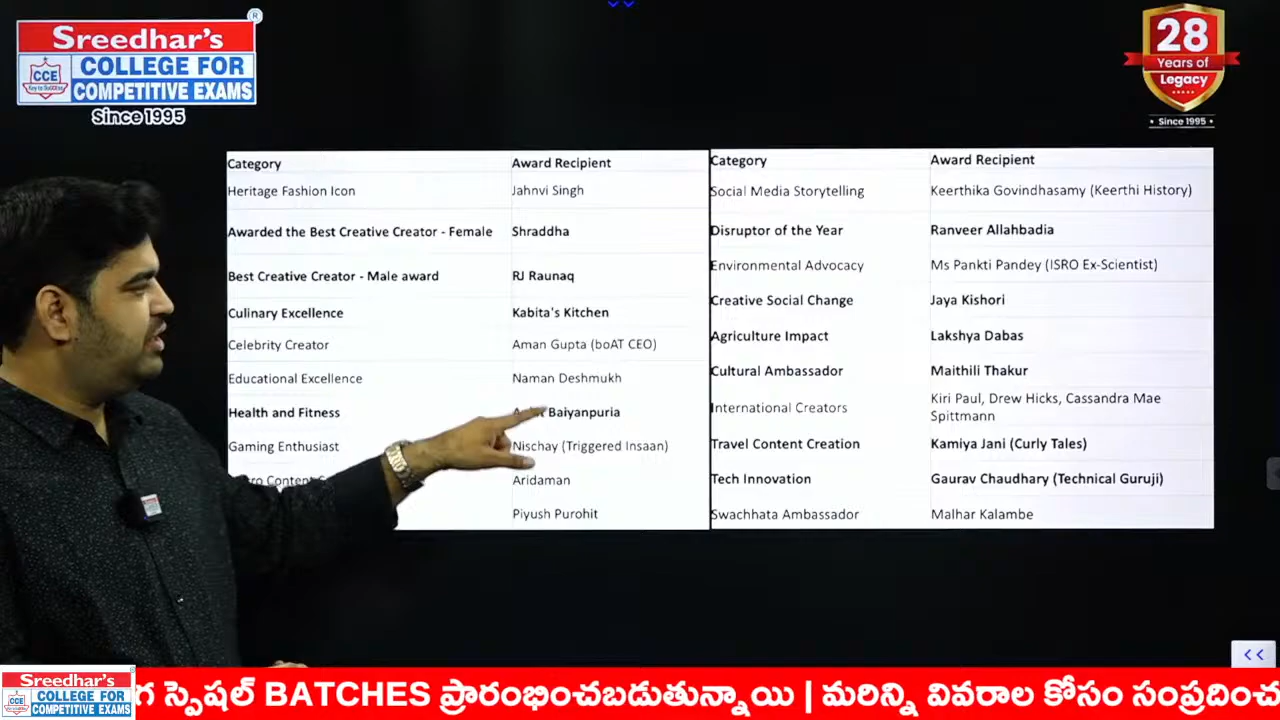 Sreedhar's
CCE
Key to Success
COLLEGE FOR
COMPETITIVE EXAMS
Since 1995
28
Years of
Legacy
Since 1995
Category Award Recipient
Heritage Fashion Icon Jahnvi Singh
Awarded the Best Creative Creator - Female Shraddha
Best Creative Creator - Male award RJ Raunaq
Culinary Excellence Kabita's Kitchen
Celebrity Creator Aman Gupta (boAT CEO)
Educational Excellence Naman Deshmukh
Health and Fitness Baiyanpuria
Gaming Enthusiast Nischay (Triggered Insaan)
Aridaman
Piyush Purohit
Category Award Recipient
Social Media Storytelling Keerthika Govindhasamy (Keerthi History)
Disruptor of the Year Ranveer Allahbadia
Environmental Advocacy Ms Pankti Pandey (ISRO Ex-Scientist)
Creative Social Change Jaya Kishori
Agriculture Impact Lakshya Dabas
Cultural Ambassador Maithili Thakur
International Creators Kiri Paul, Drew Hicks, Cassandra Mae
Spittmann
Travel Content Creation Kamiya Jani (Curly Tales)
Tech Innovation Gaurav Chaudhary (Technical Guruji)
Swachhata Ambassador Malhar Kalambe
Sreedhar's
CCE
COLLEGE FOR
COMPETITIVE EXAMS
స్పెషల్ BATCHES ప్రారంభించబడుతున్నాయి | మరిన్ని వివరాల కోసం